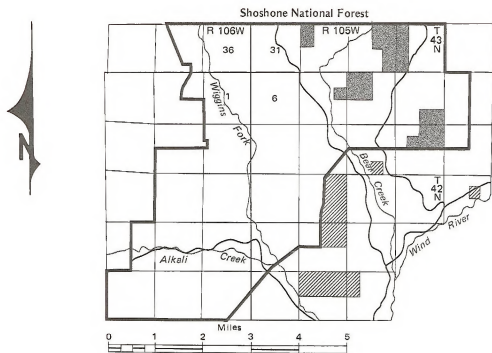 Shoshone National Forest
R 106W
R 105W
T
43
N
36
31
1
6
Wiggins
Fork
Bear
Creek
T
42
N
Wind River
Alkali Creek
N
Miles
0 1 2 3 4 5